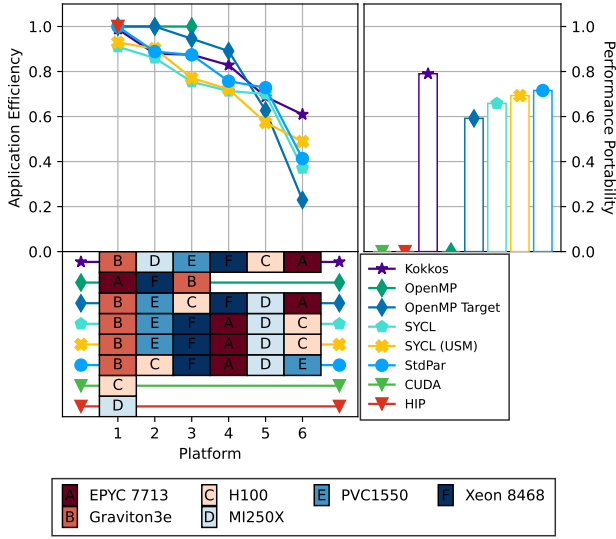 1.0 1.0
0.8 0.8
0.6 0.6
0.4 0.4
0.2 0.2
0.0 0.0
Application Efficiency
Performance Portability
B D E F C A
A F B
B E C F D A
B E F A D C
B E F A D C
B C F A D E
C
D
1 2 3 4 5 6
Platform
Kokkos
OpenMP
OpenMP Target
SYCL
SYCL (USM)
StdPar
CUDA
HIP
A EPYC 7713 C H100 E PVC1550 F Xeon 8468
B Graviton3e D MI250X